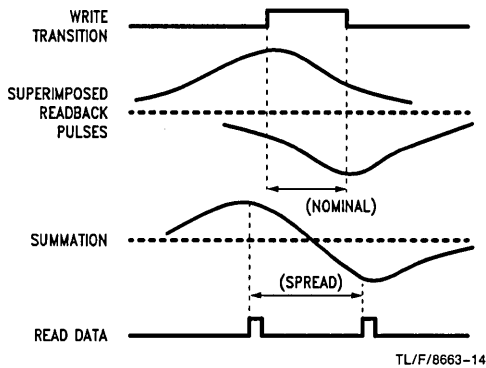 WRITE
TRANSITION
SUPERIMPOSED
READBACK
PULSES
(NOMINAL)
SUMMATION
(SPREAD)
READ DATA
TL/F/8663-14